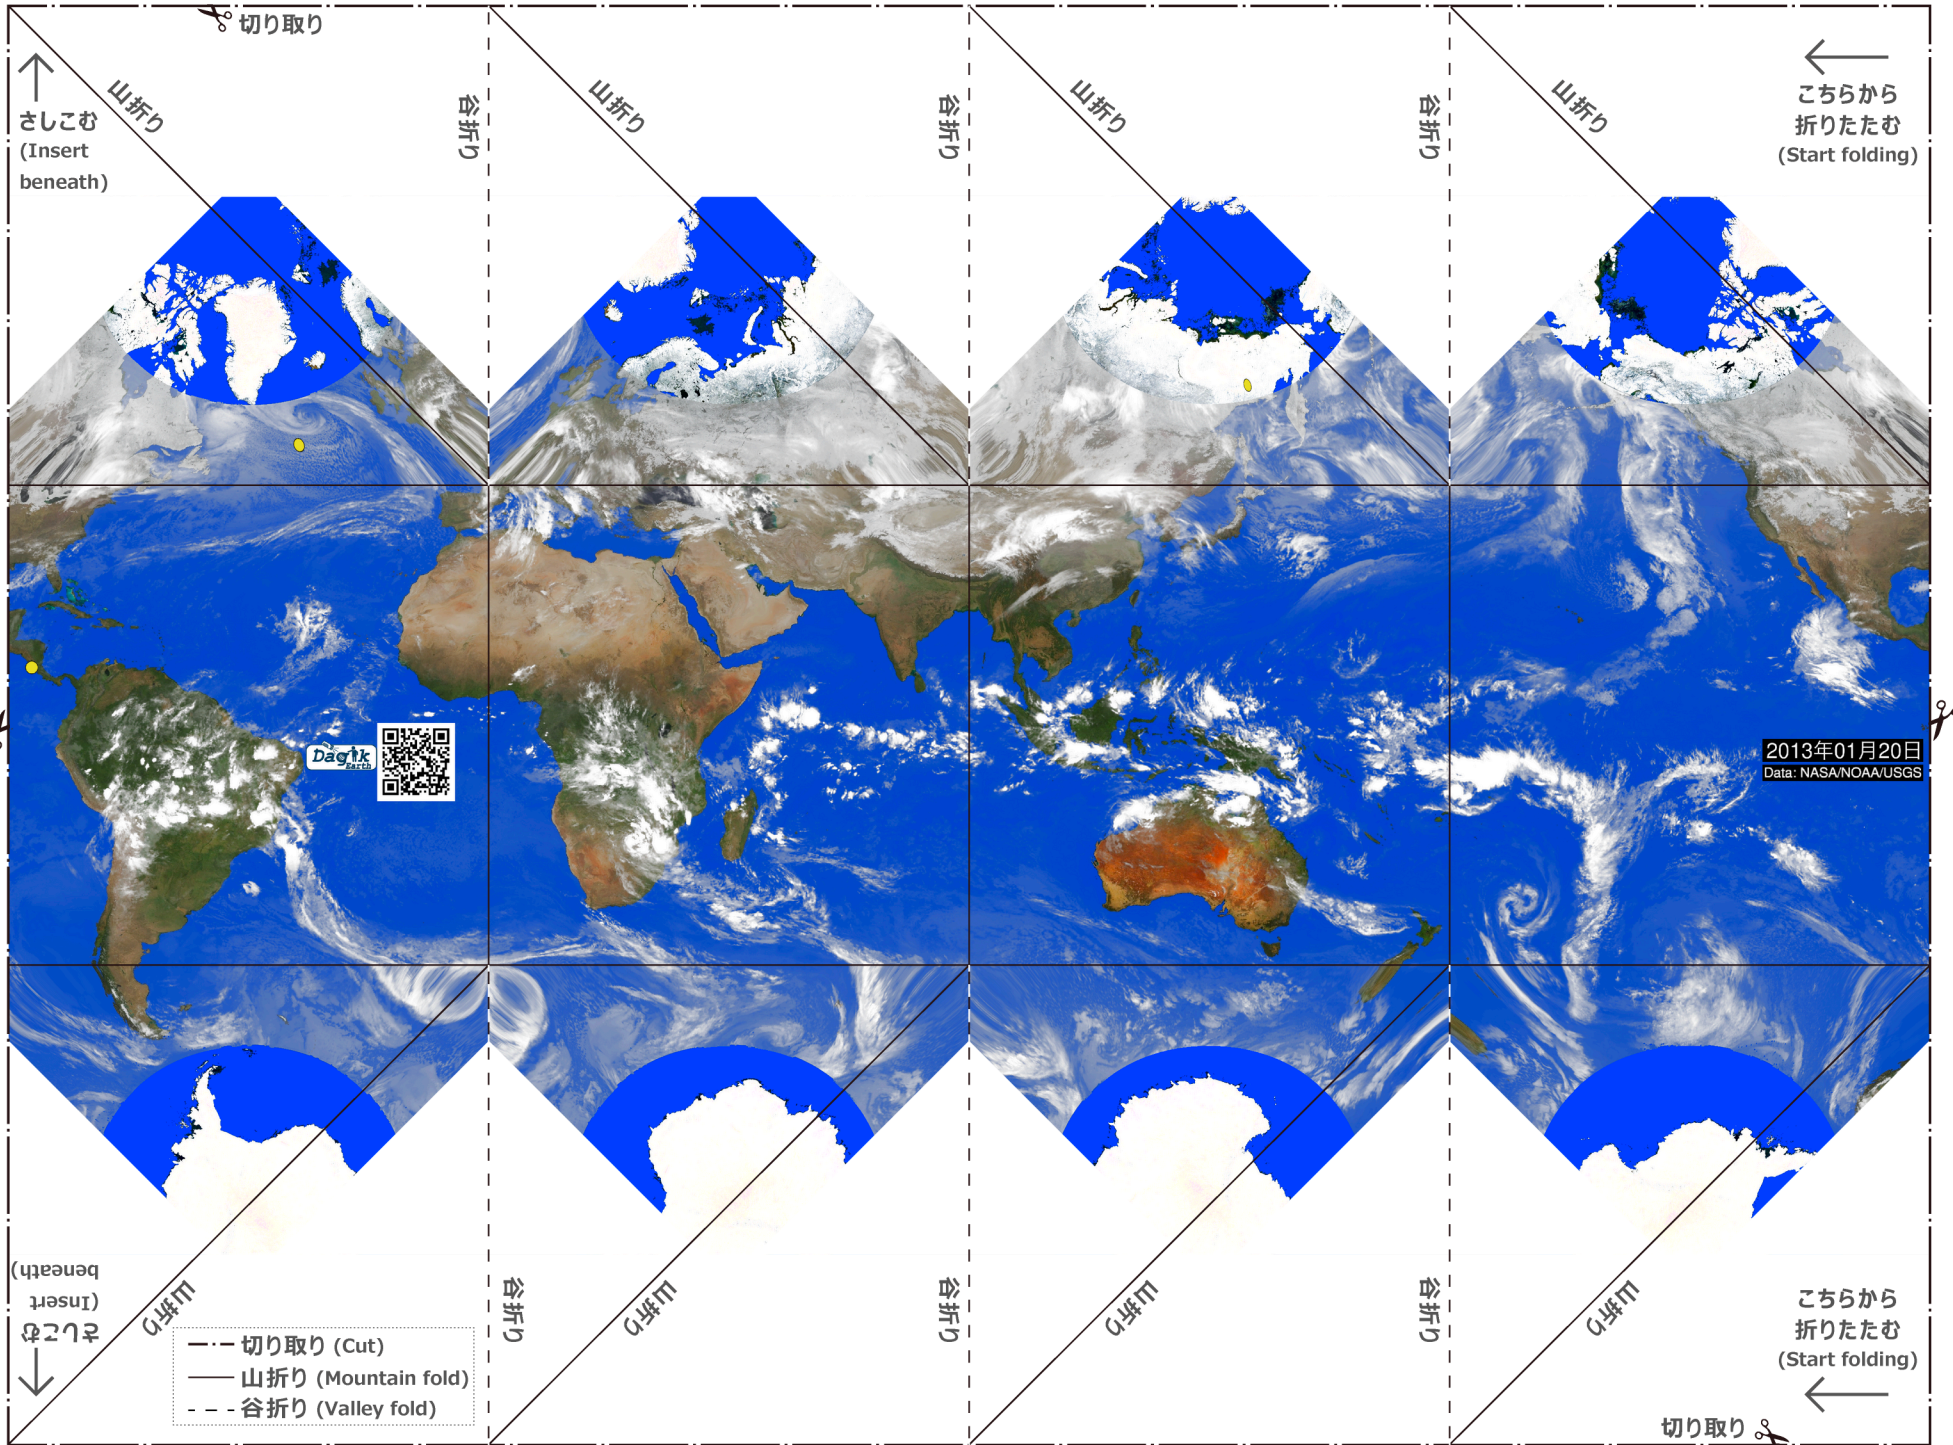 切り取り
さしこむ
(Insert
beneath)
山折り
谷折り
山折り
谷折り
山折り
谷折り
山折り
こちらから
折りたたむ
(Start folding)
Dagik
Earth
2013年01月20日
Data: NASA/NOAA/USGS
さしこむ
(Insert
beneath)
山折り
谷折り
山折り
谷折り
山折り
谷折り
山折り
こちらから
折りたたむ
(Start folding)
切り取り (Cut)
山折り (Mountain fold)
谷折り (Valley fold)
切り取り